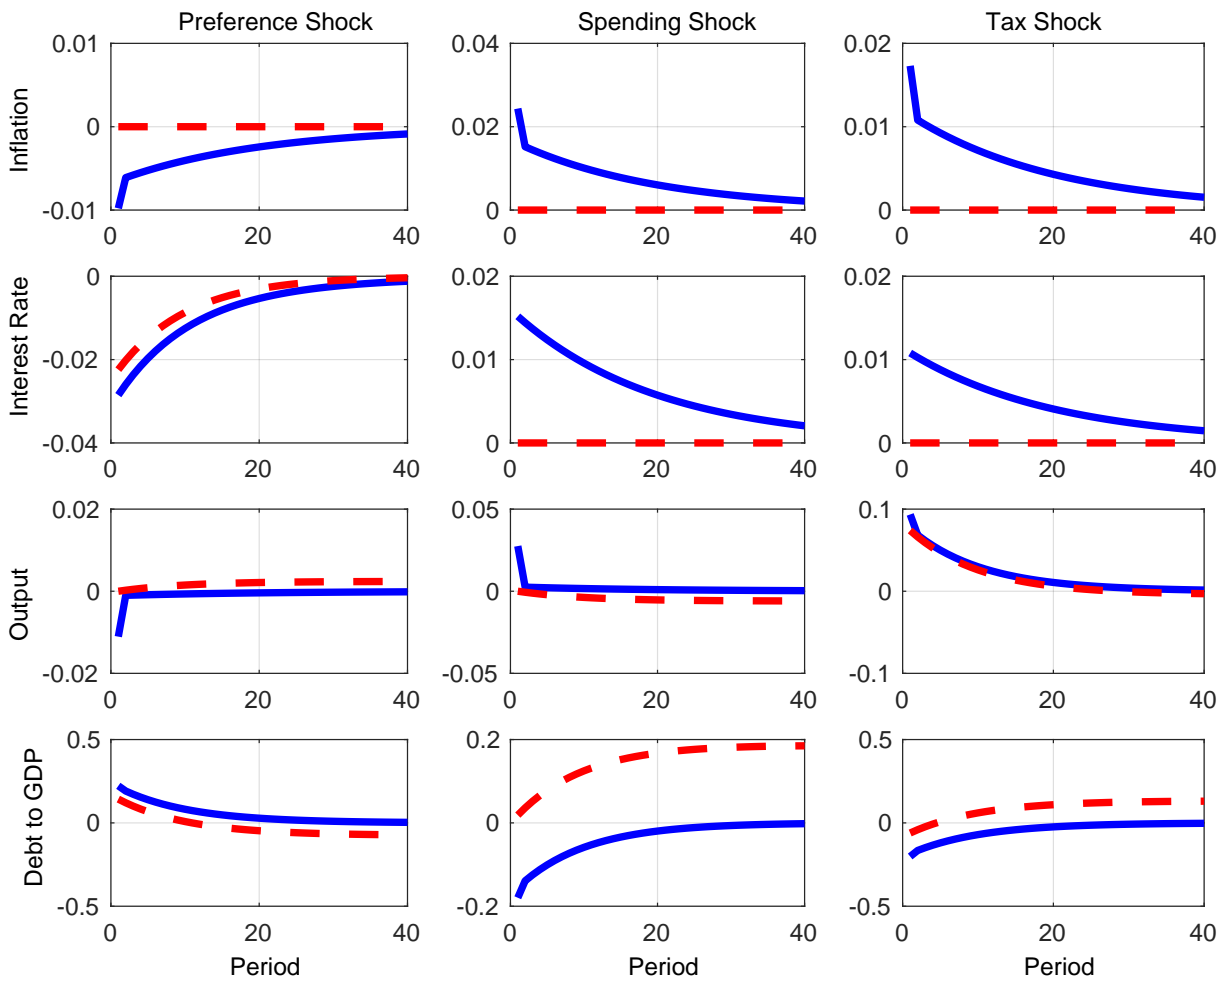 Preference Shock Spending Shock Tax Shock
0.01 0.04 0.02
Inflation
0 0.02 0.01
-0.01 0 0
0 20 40 0 20 40 0 20 40
0 0.02 0.02
Interest Rate
-0.02 0.01 0.01
-0.04 0 0
0 20 40 0 20 40 0 20 40
0.02 0.05 0.1
Output
0 0 0
-0.02 -0.05 -0.1
0 20 40 0 20 40 0 20 40
0.5 0.2 0.5
Debt to GDP
0 0 0
-0.5 -0.2 -0.5
0 20 40 0 20 40 0 20 40
Period Period Period